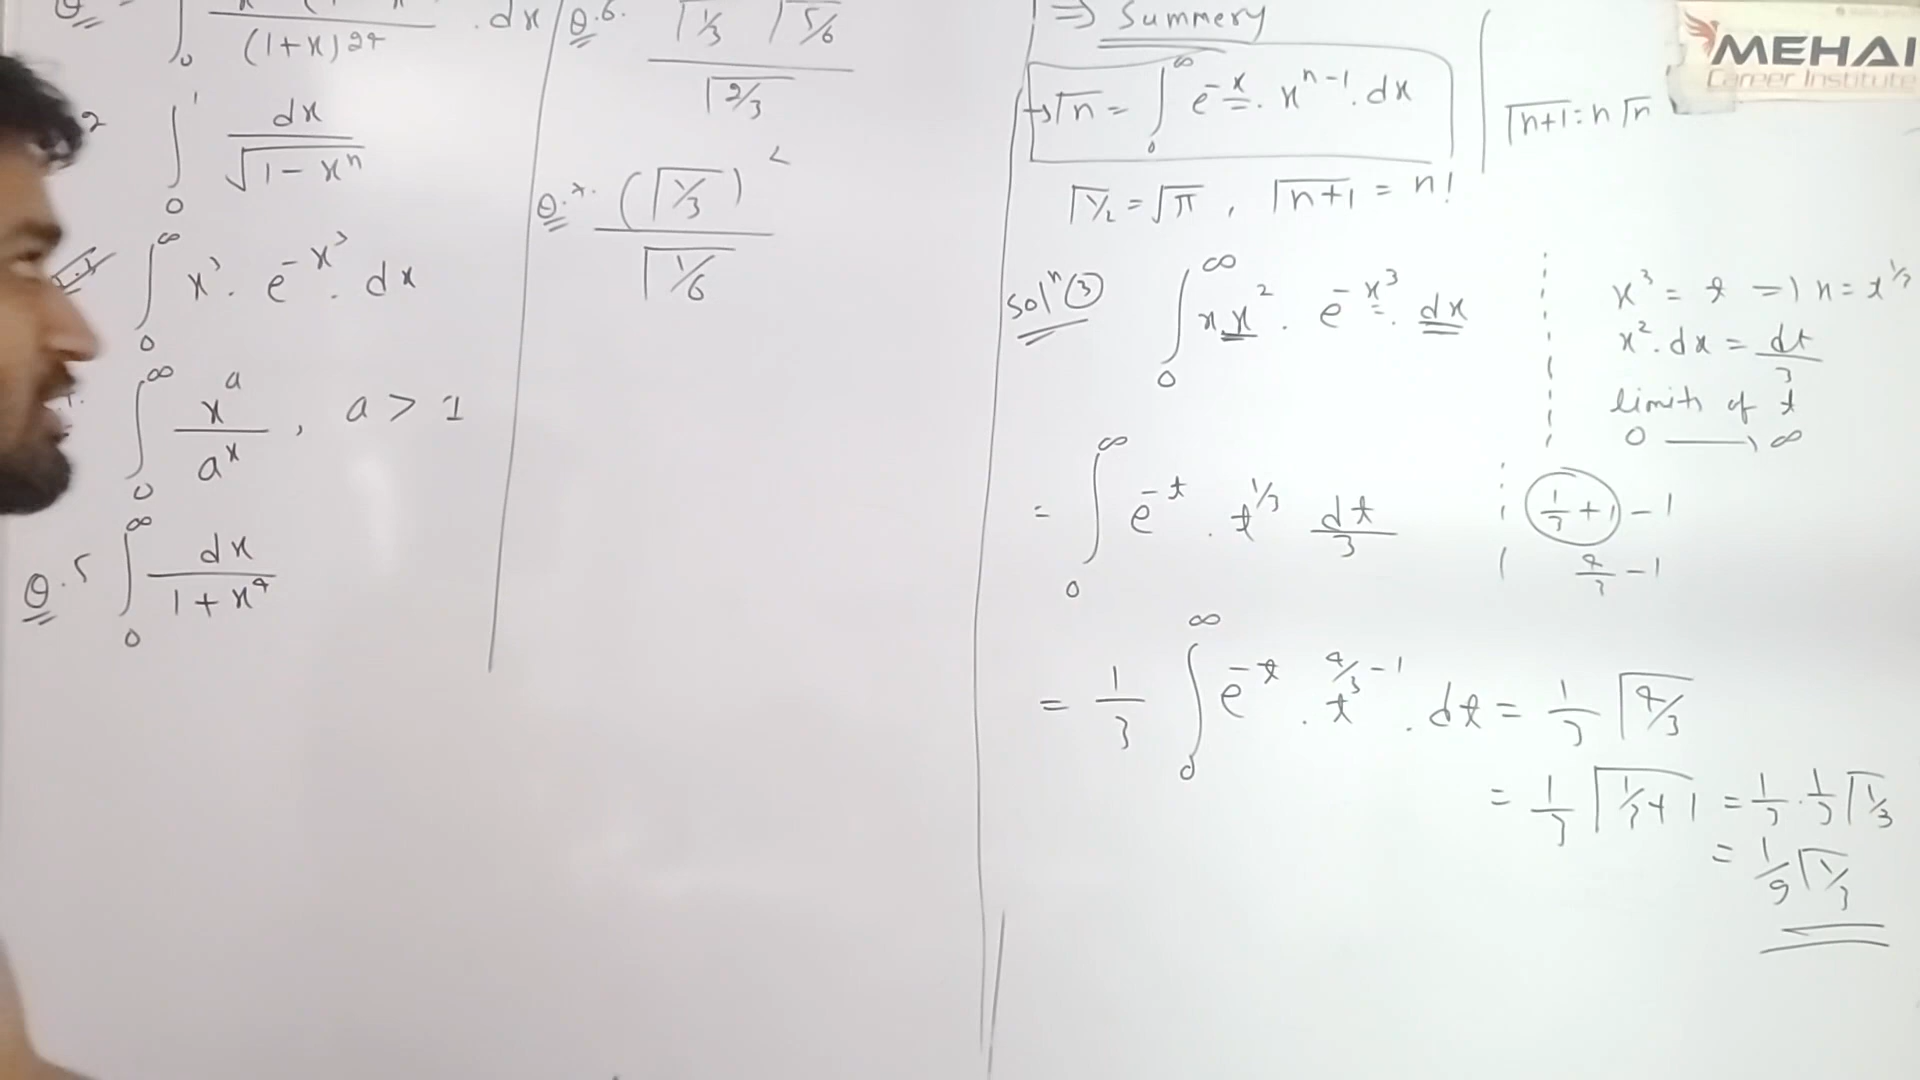 (1+x)²⁴ . dx
2 ∫₀¹ dx/√(1-xⁿ)
∫₀^∞ x³ . e^(-x³) . dx
∫₀^∞ x^a/a^x , a > 1
Q.5 ∫₀^∞ dx/(1+x⁴)
Q.6. Γ1/3 Γ5/6 / Γ2/3
Q.7. (Γ1/3)² / Γ1/6
⇒ Summery
→ Γn = ∫₀^∞ e^(-x) . x^(n-1) . dx
Γn+1 = n Γn
Γ1/2 = √π , Γn+1 = n!
Solⁿ (3) ∫₀^∞ x.x² . e^(-x³) . dx
x³ = t ⇒ x = t^(1/3)
x² . dx = dt/3
limits of t
0 → ∞
= ∫₀^∞ e^(-t) . t^(1/3) dt/3
(1/3 + 1) - 1
4/3 - 1
= 1/3 ∫₀^∞ e^(-t) . t^(4/3 - 1) . dt = 1/3 Γ4/3
= 1/3 Γ1/3+1 = 1/3 . 1/3 Γ1/3
= 1/9 Γ1/3
MEHAI
Career Institute